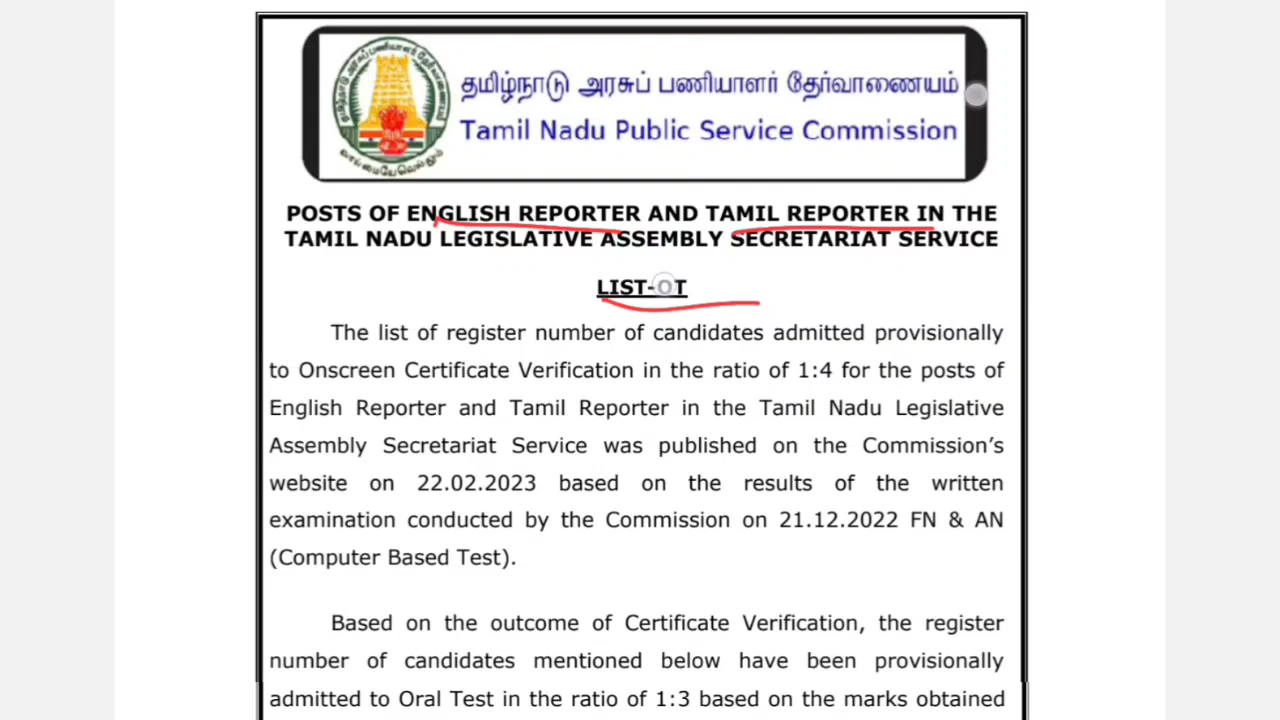 தமிழ்நாடு அரசுப் பணியாளர் தேர்வாணையம்
Tamil Nadu Public Service Commission
தமிழ்நாடு அரசுப் பணியாளர் தேர்வாணையம்
வாய்மையே வெல்லும்
POSTS OF ENGLISH REPORTER AND TAMIL REPORTER IN THE
TAMIL NADU LEGISLATIVE ASSEMBLY SECRETARIAT SERVICE
LIST-OT
The list of register number of candidates admitted provisionally
to Onscreen Certificate Verification in the ratio of 1:4 for the posts of
English Reporter and Tamil Reporter in the Tamil Nadu Legislative
Assembly Secretariat Service was published on the Commission’s
website on 22.02.2023 based on the results of the written
examination conducted by the Commission on 21.12.2022 FN & AN
(Computer Based Test).
Based on the outcome of Certificate Verification, the register
number of candidates mentioned below have been provisionally
admitted to Oral Test in the ratio of 1:3 based on the marks obtained